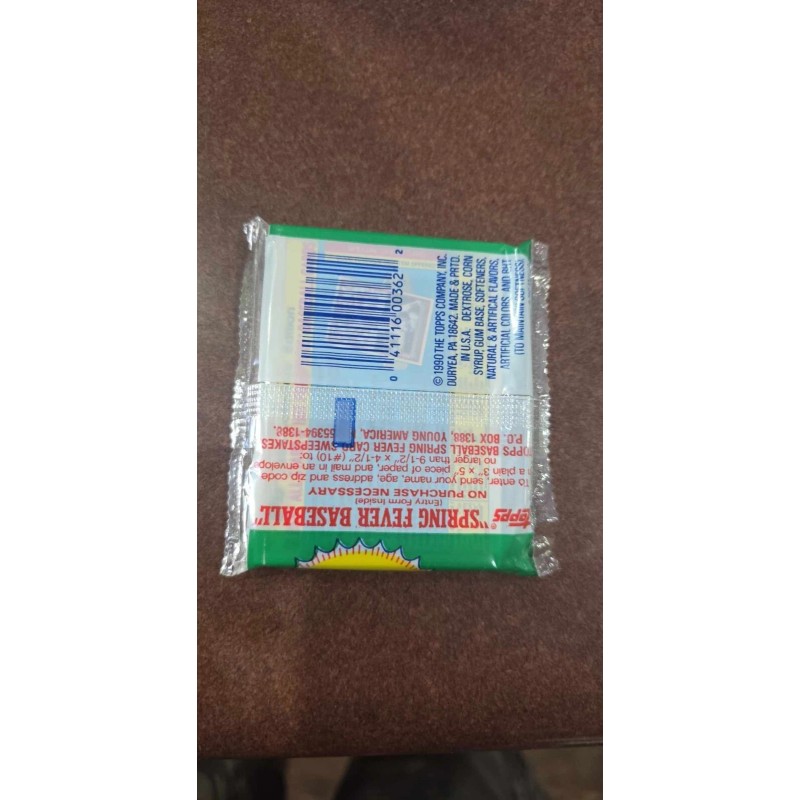 0 41116 00362 2
© 1990 THE TOPPS COMPANY, INC.
DURYEA, PA 18642. MADE & PRTD.
IN U.S.A. DEXTROSE, CORN
SYRUP, GUM BASE, SOFTENERS,
NATURAL & ARTIFICIAL FLAVORS,
ARTIFICIAL COLORS, AND BHT
(TO MAINTAIN SOFTNESS).
TOPPS® "SPRING FEVER BASEBALL"
(Entry Form Inside)
NO PURCHASE NECESSARY
To enter, send your name, age, address and zip code
on a plain 3" x 5" piece of paper, and mail in an envelope
no larger than 9-1/2" x 4-1/2" (#10) to:
TOPPS BASEBALL SPRING FEVER CARD SWEEPSTAKES
P.O. BOX 1388, YOUNG AMERICA, 55394-1388.